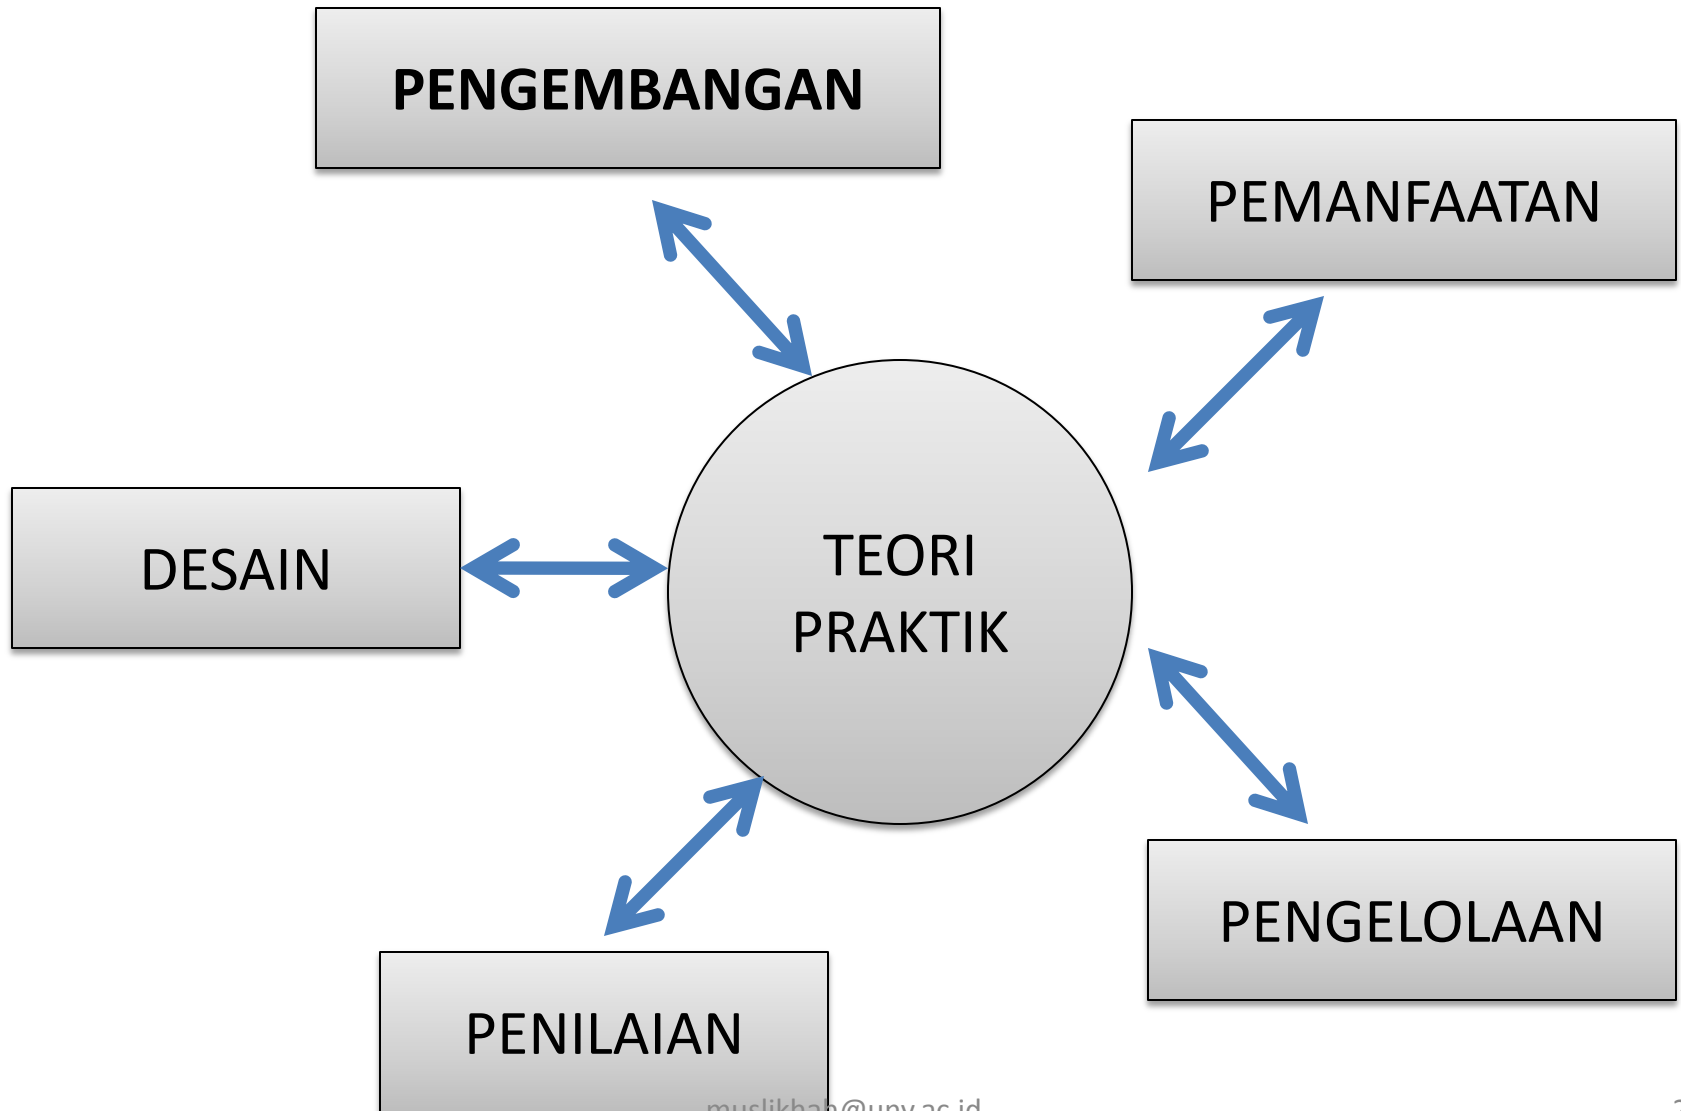 PENGEMBANGAN
PEMANFAATAN
DESAIN
TEORI
PRAKTIK
PENGELOLAAN
PENILAIAN